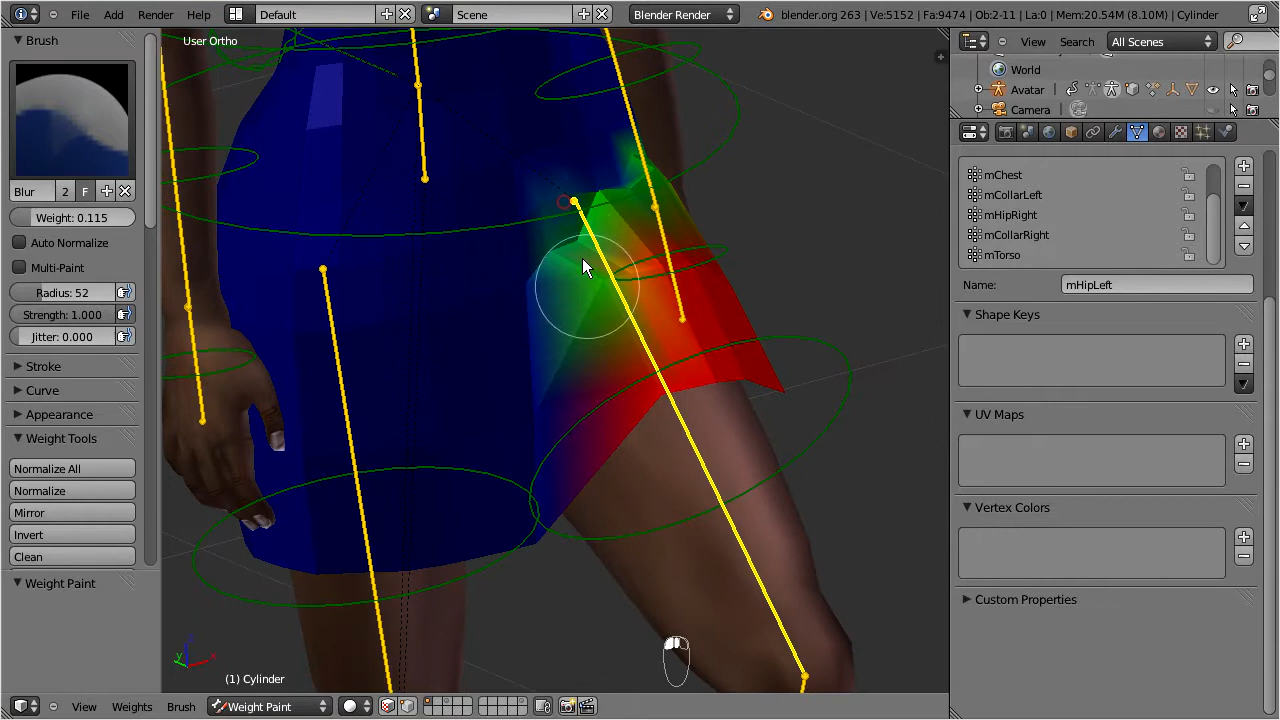 File Add Render Help Default Scene Blender Render blender.org 263 | Ve:5152 | Fa:9474 | Ob:2-11 | La:0 | Mem:20.54M (8.10M) | Cylinder
Brush
User Ortho
View Search All Scenes
World
Avatar
Camera
Blur 2 F
Weight: 0.115
Auto Normalize
Multi-Paint
Radius: 52
Strength: 1.000
Jitter: 0.000
Stroke
Curve
Appearance
Weight Tools
Normalize All
Normalize
Mirror
Invert
Clean
Weight Paint
mChest
mCollarLeft
mHipRight
mCollarRight
mTorso
Name: mHipLeft
Shape Keys
UV Maps
Vertex Colors
Custom Properties
z
y x
(1) Cylinder
View Weights Brush Weight Paint